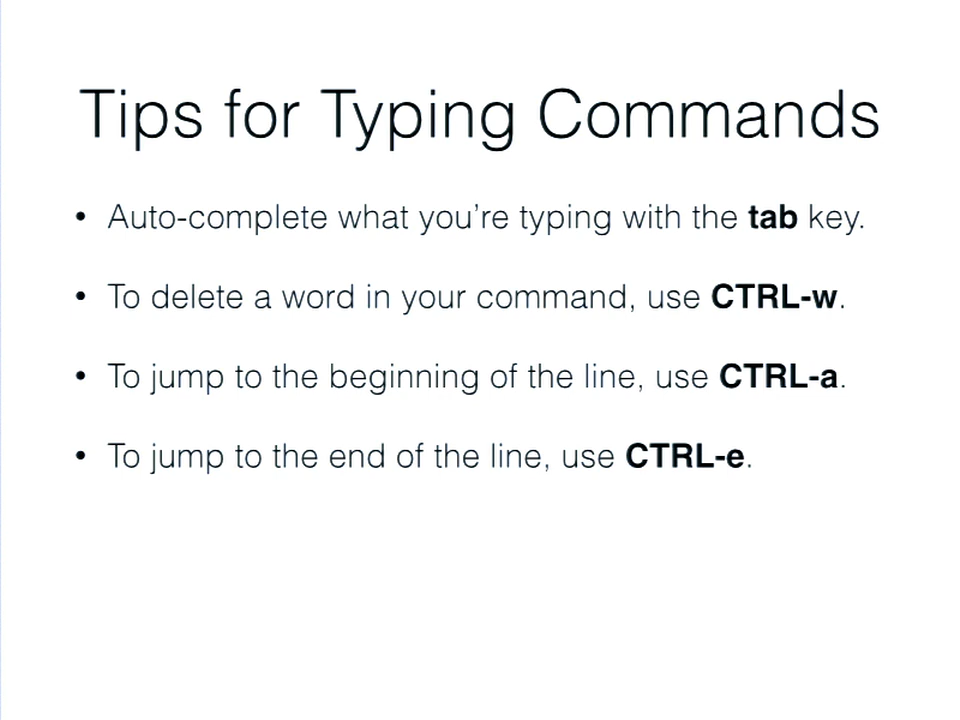 Tips for Typing Commands
• Auto-complete what you’re typing with the tab key.
• To delete a word in your command, use CTRL-w.
• To jump to the beginning of the line, use CTRL-a.
• To jump to the end of the line, use CTRL-e.